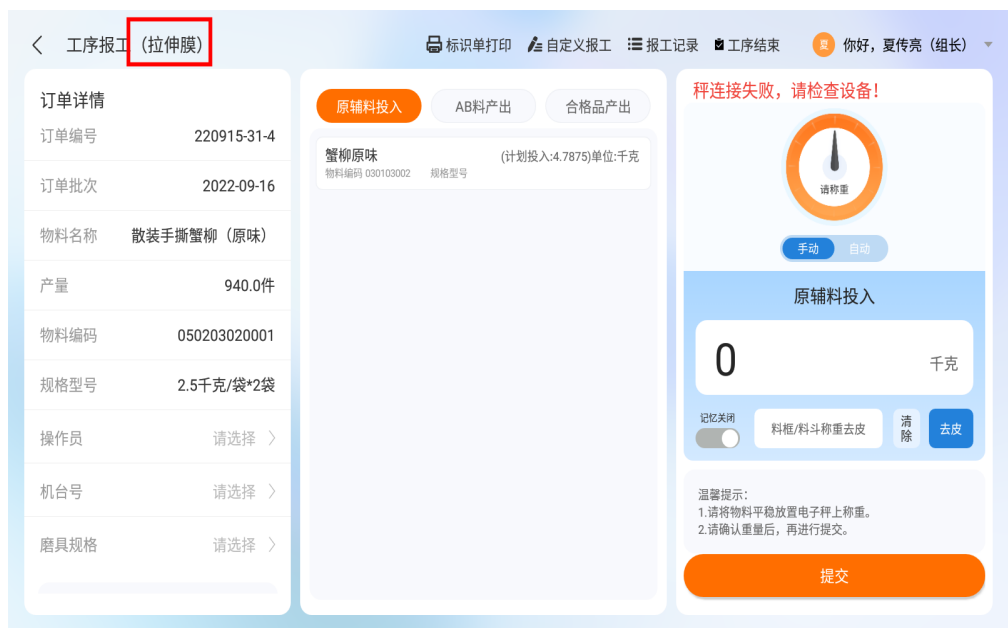 工序报工（拉伸膜）
标识单打印 自定义报工 报工记录 工序结束 夏 你好，夏传亮（组长）
订单详情
订单编号 220915-31-4
订单批次 2022-09-16
物料名称 散装手撕蟹柳（原味）
产量 940.0件
物料编码 050203020001
规格型号 2.5千克/袋*2袋
操作员 请选择
机台号 请选择
磨具规格 请选择
原辅料投入 AB料产出 合格品产出
蟹柳原味 (计划投入:4.7875)单位:千克
物料编码 030103002 规格型号
秤连接失败，请检查设备！
请称重
手动 自动
原辅料投入
0 千克
记忆关闭
料框/料斗称重去皮
清除
去皮
温馨提示：
1.请将物料平稳放置电子秤上称重。
2.请确认重量后，再进行提交。
提交